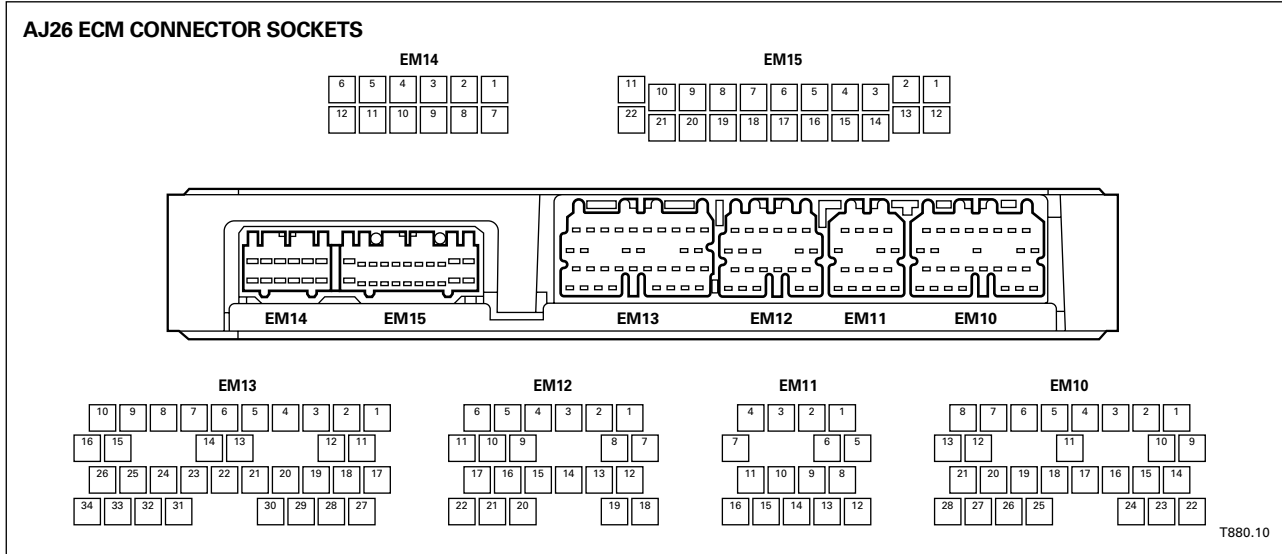 AJ26 ECM CONNECTOR SOCKETS
EM14
6 5 4 3 2 1
12 11 10 9 8 7
EM15
11 10 9 8 7 6 5 4 3 2 1
22 21 20 19 18 17 16 15 14 13 12
EM14 EM15 EM13 EM12 EM11 EM10
EM13
10 9 8 7 6 5 4 3 2 1
16 15 14 13 12 11
26 25 24 23 22 21 20 19 18 17
34 33 32 31 30 29 28 27
EM12
6 5 4 3 2 1
11 10 9 8 7
17 16 15 14 13 12
22 21 20 19 18
EM11
4 3 2 1
7 6 5
11 10 9 8
16 15 14 13 12
EM10
8 7 6 5 4 3 2 1
13 12 11 10 9
21 20 19 18 17 16 15 14
28 27 26 25 24 23 22
T880.10